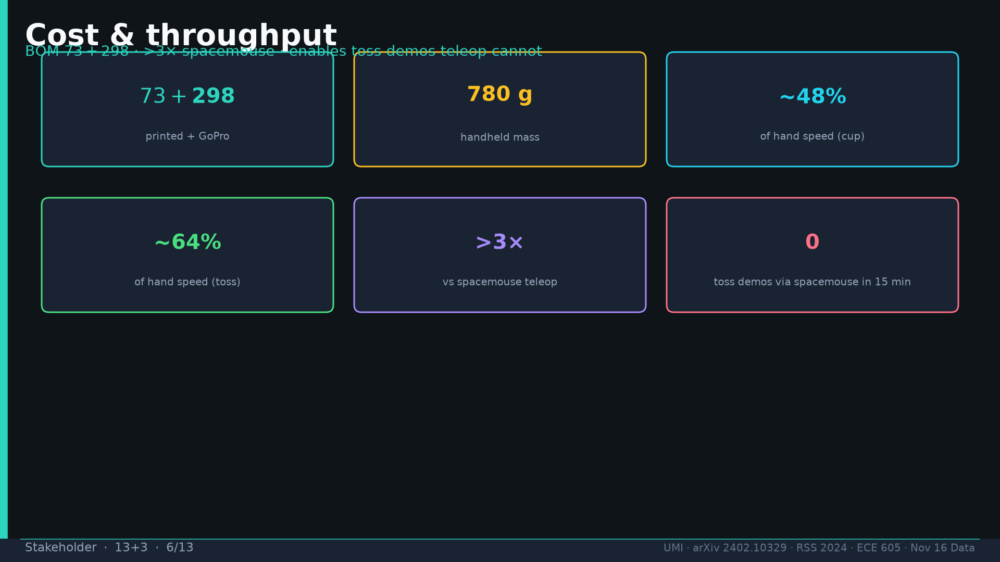 Cost & throughput
BOM 73 + 298 · >3× spacemouse · enables toss demos teleop cannot
73 + 298
printed + GoPro
780 g
handheld mass
~48%
of hand speed (cup)
~64%
of hand speed (toss)
>3×
vs spacemouse teleop
0
toss demos via spacemouse in 15 min
Stakeholder · 13+3 · 6/13
UMI · arXiv 2402.10329 · RSS 2024 · ECE 605 · Nov 16 Data